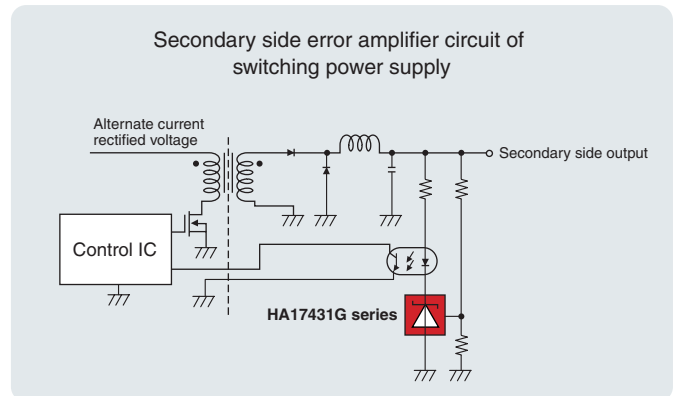 Secondary side error amplifier circuit of
switching power supply
Alternate current
rectified voltage
Secondary side output
Control IC
HA17431G series